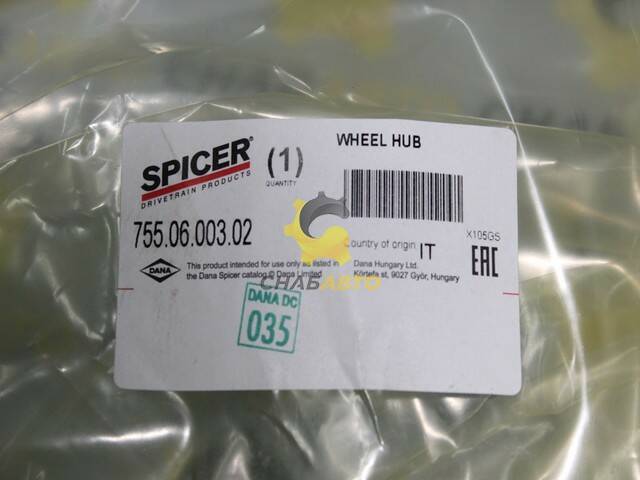 SPICER®
DRIVETRAIN PRODUCTS
(1)
QUANTITY
WHEEL HUB
755.06.003.02
X105GS
Country of origin: IT
DANA
This product intended for use only as listed in
the Dana Spicer catalog © Dana Limited
Dana Hungary Ltd.
Körtefa st, 9027 Győr, Hungary
EAC
СНАБАВТО
DANA DC
035